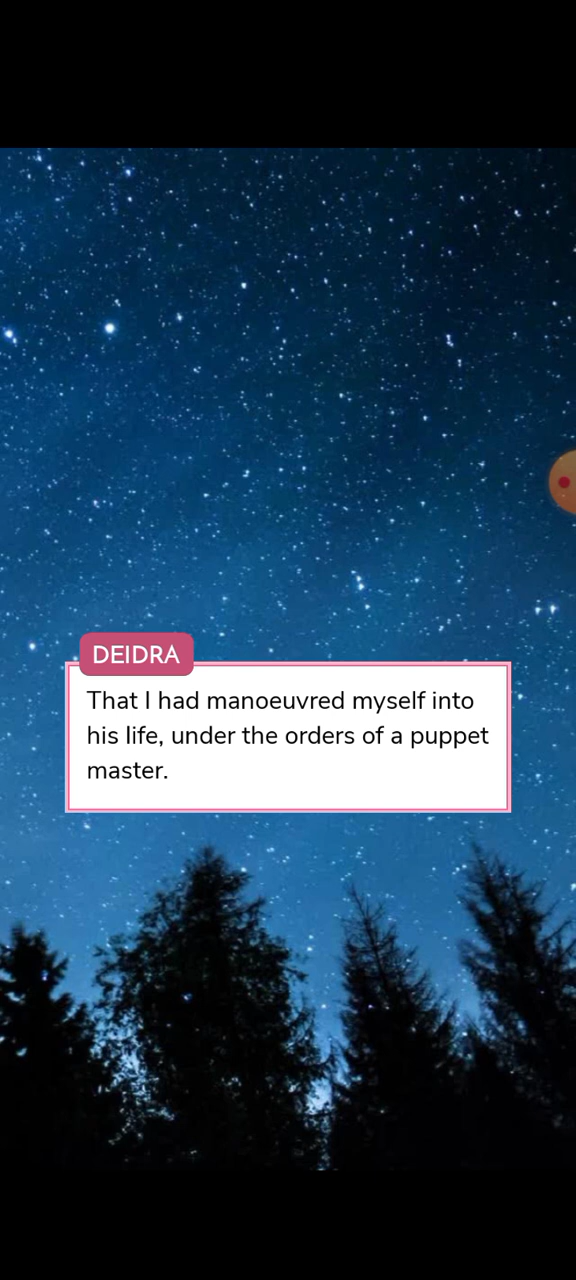 DEIDRA
That I had manoeuvred myself into
his life, under the orders of a puppet
master.